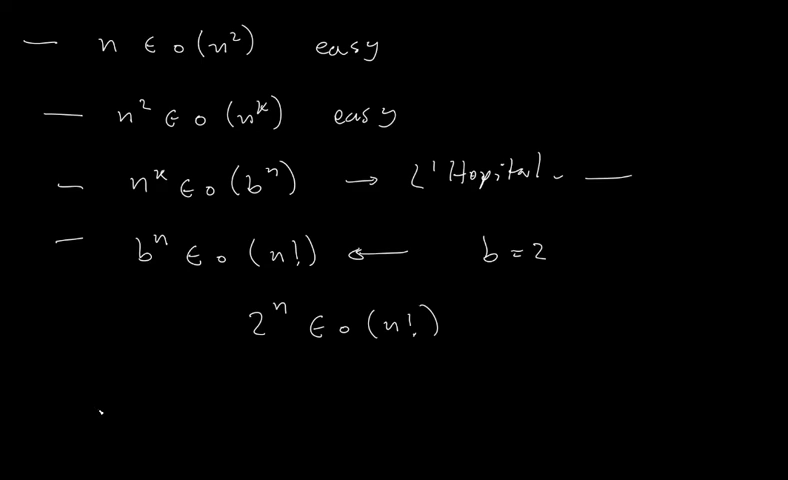 — n ∈ o(n²) easy
— n² ∈ o(nᵏ) easy
— nᵏ ∈ o(bⁿ) → L'Hopital. —
— bⁿ ∈ o(n!) ← b = 2
2ⁿ ∈ o(n!)